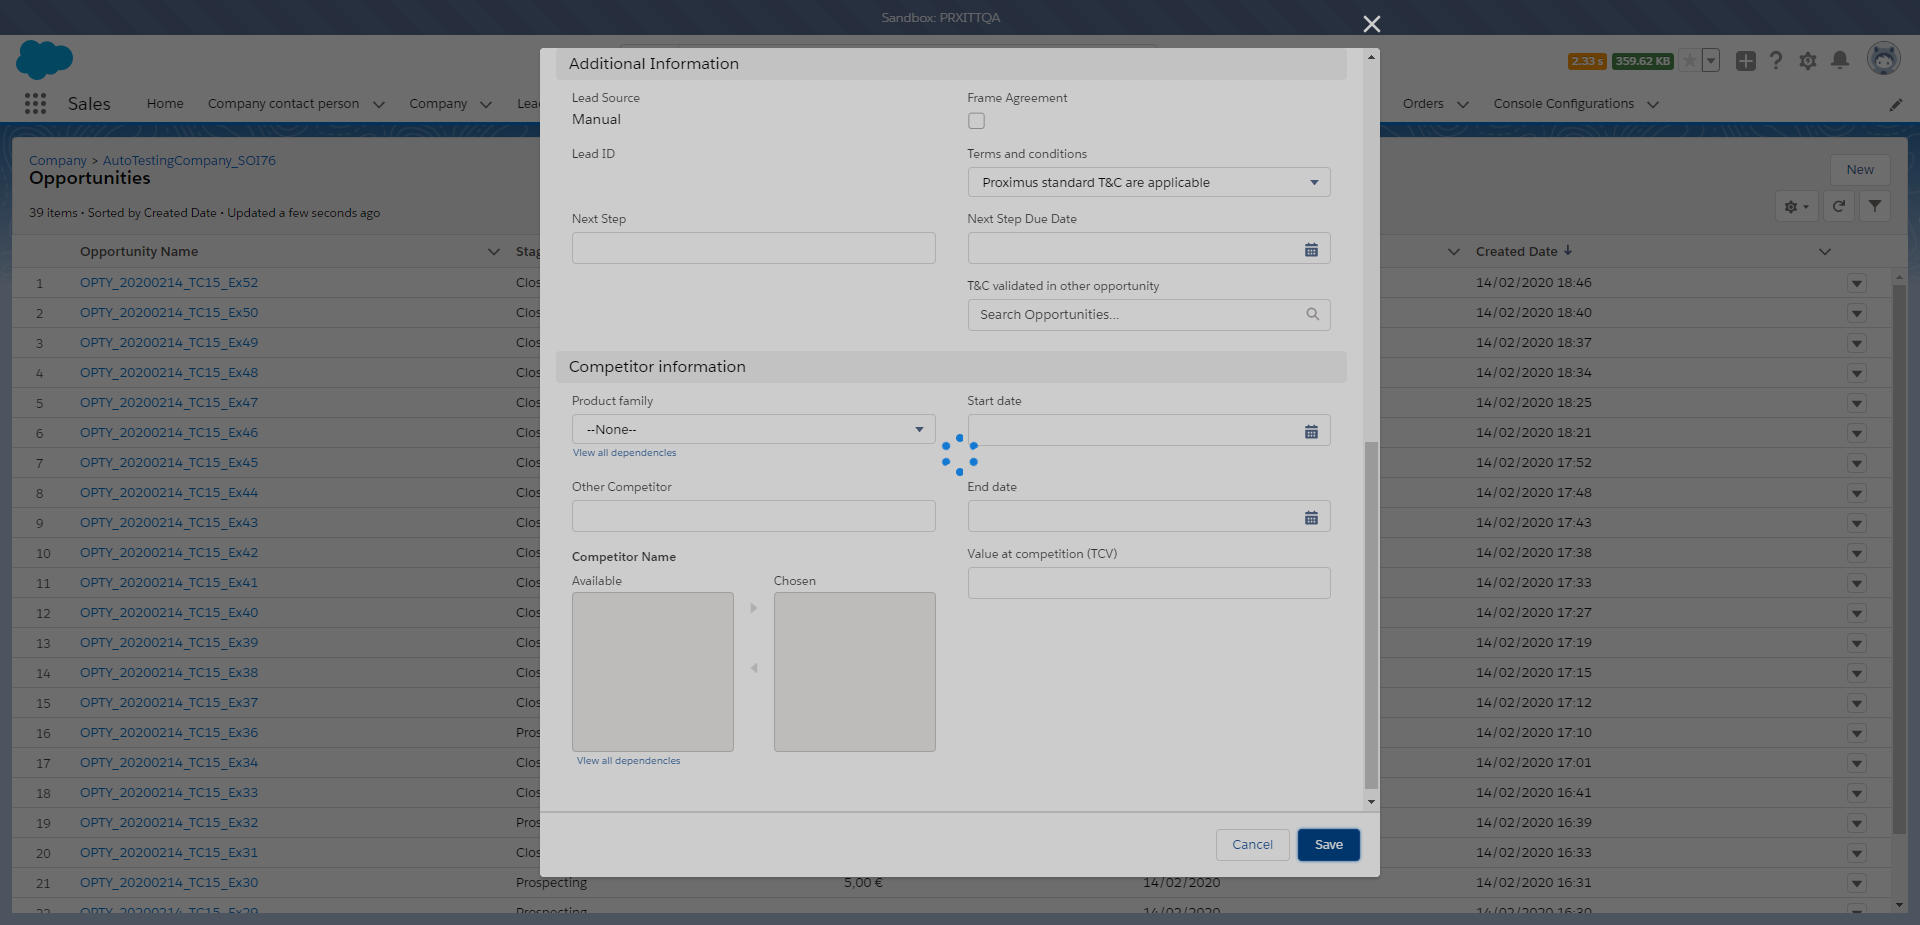 Sandbox: PRXITTQA
2.33 s 359.62 KB
Sales Home Company contact person Company Lea Orders Console Configurations
Company > AutoTestingCompany_SOI76
Opportunities
New
39 items • Sorted by Created Date • Updated a few seconds ago
Opportunity Name Stag Created Date
1 OPTY_20200214_TC15_Ex52 Clos 14/02/2020 18:46
2 OPTY_20200214_TC15_Ex50 Clos 14/02/2020 18:40
3 OPTY_20200214_TC15_Ex49 Clos 14/02/2020 18:37
4 OPTY_20200214_TC15_Ex48 Clos 14/02/2020 18:34
5 OPTY_20200214_TC15_Ex47 Clos 14/02/2020 18:25
6 OPTY_20200214_TC15_Ex46 Clos 14/02/2020 18:21
7 OPTY_20200214_TC15_Ex45 Clos 14/02/2020 17:52
8 OPTY_20200214_TC15_Ex44 Clos 14/02/2020 17:48
9 OPTY_20200214_TC15_Ex43 Clos 14/02/2020 17:43
10 OPTY_20200214_TC15_Ex42 Clos 14/02/2020 17:38
11 OPTY_20200214_TC15_Ex41 Clos 14/02/2020 17:33
12 OPTY_20200214_TC15_Ex40 Clos 14/02/2020 17:27
13 OPTY_20200214_TC15_Ex39 Clos 14/02/2020 17:19
14 OPTY_20200214_TC15_Ex38 Clos 14/02/2020 17:15
15 OPTY_20200214_TC15_Ex37 Clos 14/02/2020 17:12
16 OPTY_20200214_TC15_Ex36 Pros 14/02/2020 17:10
17 OPTY_20200214_TC15_Ex34 Clos 14/02/2020 17:01
18 OPTY_20200214_TC15_Ex33 Clos 14/02/2020 16:41
19 OPTY_20200214_TC15_Ex32 Pros 14/02/2020 16:39
20 OPTY_20200214_TC15_Ex31 Clos 14/02/2020 16:33
21 OPTY_20200214_TC15_Ex30 Prospecting 5,00 € 14/02/2020 14/02/2020 16:31
22 OPTY_20200214_TC15_Ex29 Prospecting 14/02/2020 14/02/2020 16:30
Additional Information
Lead Source
Manual
Frame Agreement
Lead ID
Terms and conditions
Proximus standard T&C are applicable
Next Step
Next Step Due Date
T&C validated in other opportunity
Search Opportunities...
Competitor information
Product family
--None--
View all dependencies
Start date
Other Competitor
End date
Competitor Name
Available Chosen
Value at competition (TCV)
View all dependencies
Cancel Save